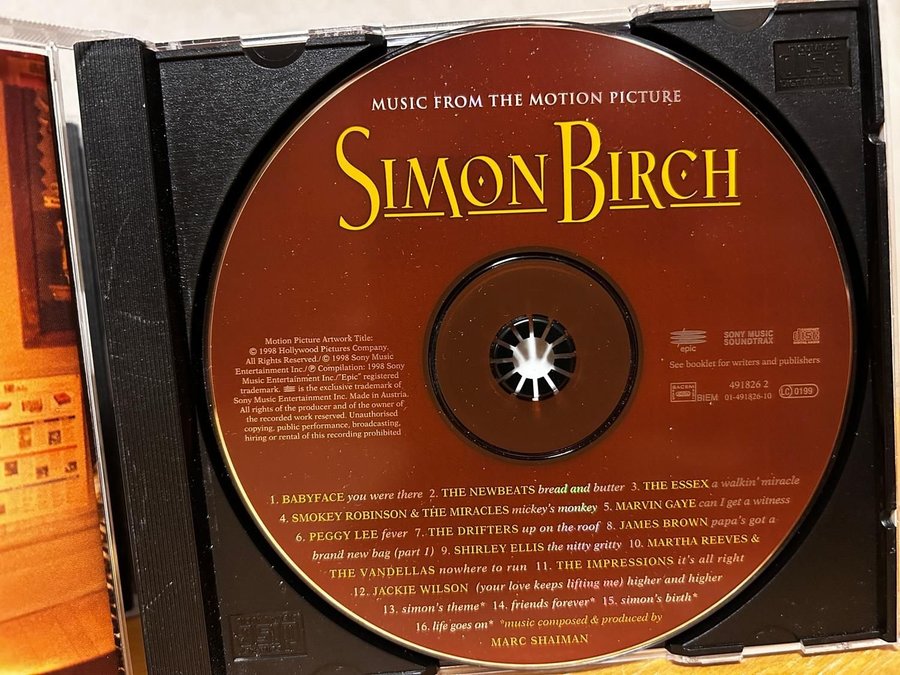 MUSIC FROM THE MOTION PICTURE
SIMON BIRCH
Motion Picture Artwork Title:
© 1998 Hollywood Pictures Company.
All Rights Reserved./© 1998 Sony Music
Entertainment Inc./℗ Compilation: 1998 Sony
Music Entertainment Inc./"Epic" registered
trademark. is the exclusive trademark of
Sony Music Entertainment Inc. Made in Austria.
All rights of the producer and of the owner of
the recorded work reserved. Unauthorised
copying, public performance, broadcasting,
hiring or rental of this recording prohibited
epic
SONY MUSIC
SOUNDTRAX
See booklet for writers and publishers
BIEM
491826 2
01-491826-10
LC 0199
1. BABYFACE you were there 2. THE NEWBEATS bread and butter 3. THE ESSEX a walkin' miracle
4. SMOKEY ROBINSON & THE MIRACLES mickey's monkey 5. MARVIN GAYE can I get a witness
6. PEGGY LEE fever 7. THE DRIFTERS up on the roof 8. JAMES BROWN papa's got a
brand new bag (part 1) 9. SHIRLEY ELLIS the nitty gritty 10. MARTHA REEVES &
THE VANDELLAS nowhere to run 11. THE IMPRESSIONS it's all right
12. JACKIE WILSON (your love keeps lifting me) higher and higher
13. simon's theme* 14. friends forever* 15. simon's birth*
16. life goes on* *music composed & produced by
MARC SHAIMAN